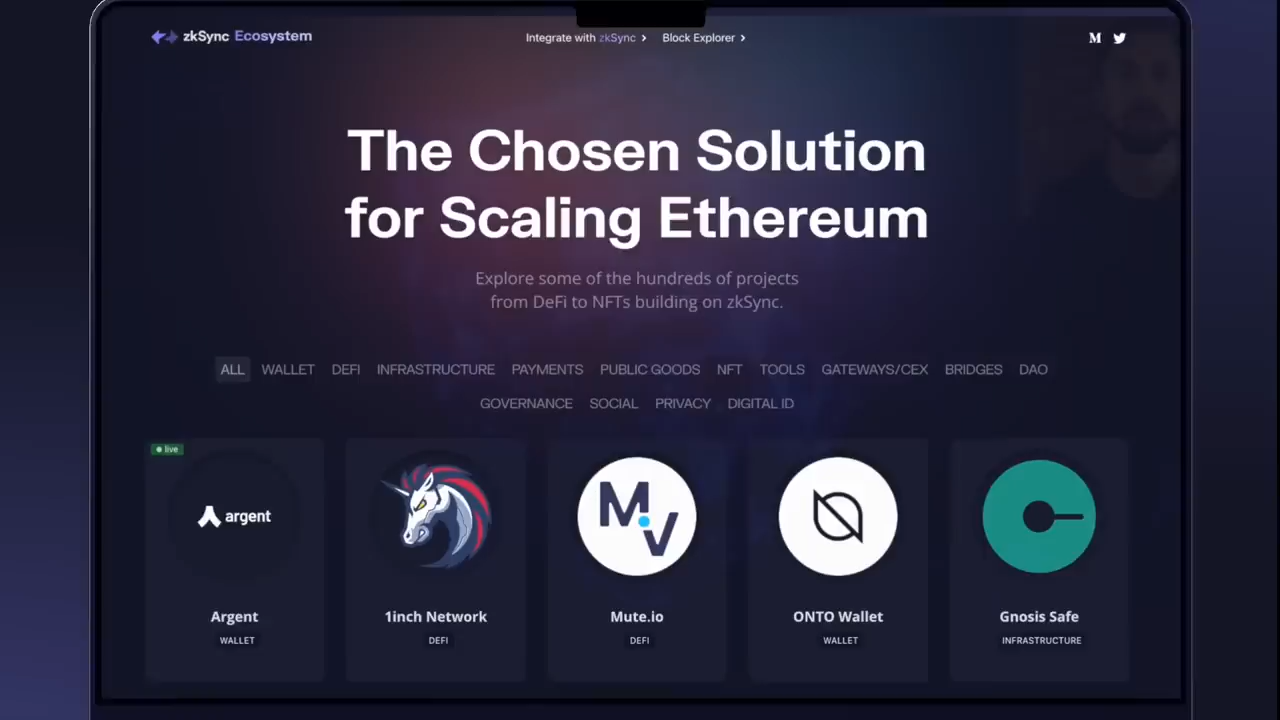 zkSync Ecosystem
Integrate with zkSync > Block Explorer >
The Chosen Solution
for Scaling Ethereum
Explore some of the hundreds of projects
from DeFi to NFTs building on zkSync.
ALL WALLET DEFI INFRASTRUCTURE PAYMENTS PUBLIC GOODS NFT TOOLS GATEWAYS/CEX BRIDGES DAO
GOVERNANCE SOCIAL PRIVACY DIGITAL ID
live
argent
M.V
Argent 1inch Network Mute.io ONTO Wallet Gnosis Safe
WALLET DEFI DEFI WALLET INFRASTRUCTURE